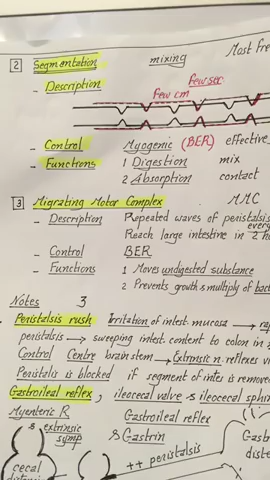 2 Segmentation mixing Most fre
Few sec
- Description Few cm
- Control Myogenic (BER) effective
- Functions 1 Digestion mix
2 Absorption contact
3 Migrating Motor Complex MMC
- Description Repeated waves of peristalsis
Reach large intestine in every 2 h
- Control BER
- Functions 1 Moves undigested substance
2 Prevents growth & multiply of bac
Notes 3
Peristalsis rush Irritation of intest mucosa → ra
peristalsis → sweeping intest content to colon in
Control Centre brain stem → Extrinsic n. reflexes
Peristalsis is blocked if segment of intes is remove
Gastroileal reflex, ileocecal valve & ileocecal sphin
Myenteric R Gastroileal reflex
extrinsic & Gastrin Gast
symp ++ peristalsis diste
cecal